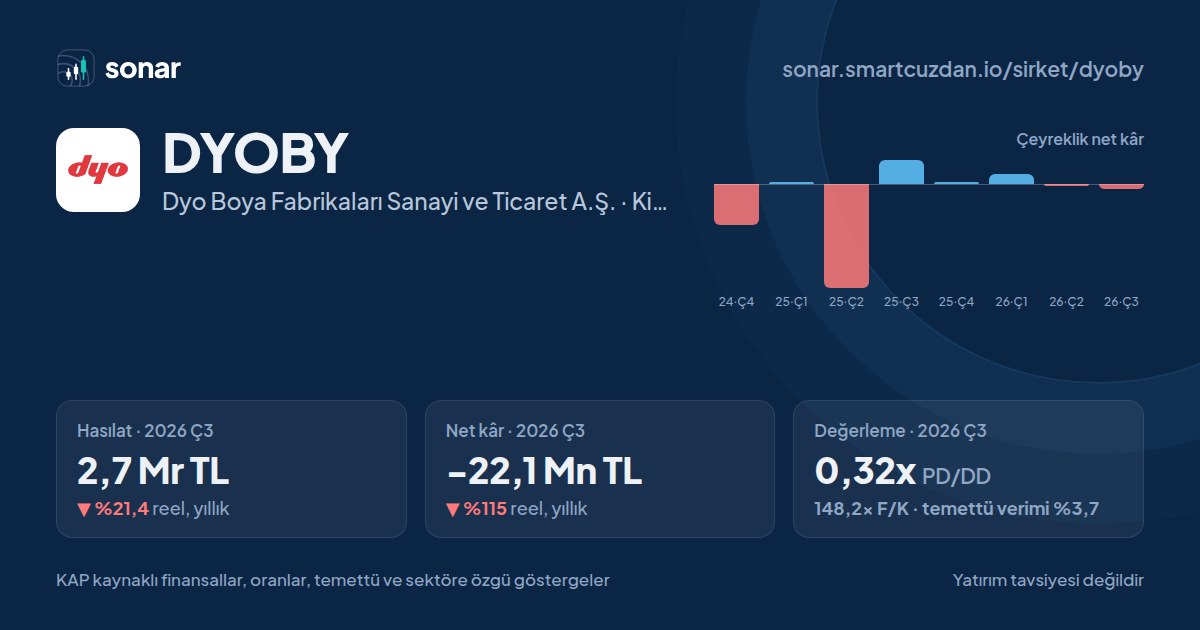 sonar
sonar.smartcuzdan.io/sirket/dyoby
dyo
DYOBY
Dyo Boya Fabrikaları Sanayi ve Ticaret A.Ş. · Ki...
Çeyreklik net kâr
24·Ç4 25·Ç1 25·Ç2 25·Ç3 25·Ç4 26·Ç1 26·Ç2 26·Ç3
Hasılat · 2026 Ç3
2,7 Mr TL
▼ %21,4 reel, yıllık
Net kâr · 2026 Ç3
−22,1 Mn TL
▼ %115 reel, yıllık
Değerleme · 2026 Ç3
0,32x PD/DD
148,2x F/K · temettü verimi %3,7
KAP kaynaklı finansallar, oranlar, temettü ve sektöre özgü göstergeler
Yatırım tavsiyesi değildir